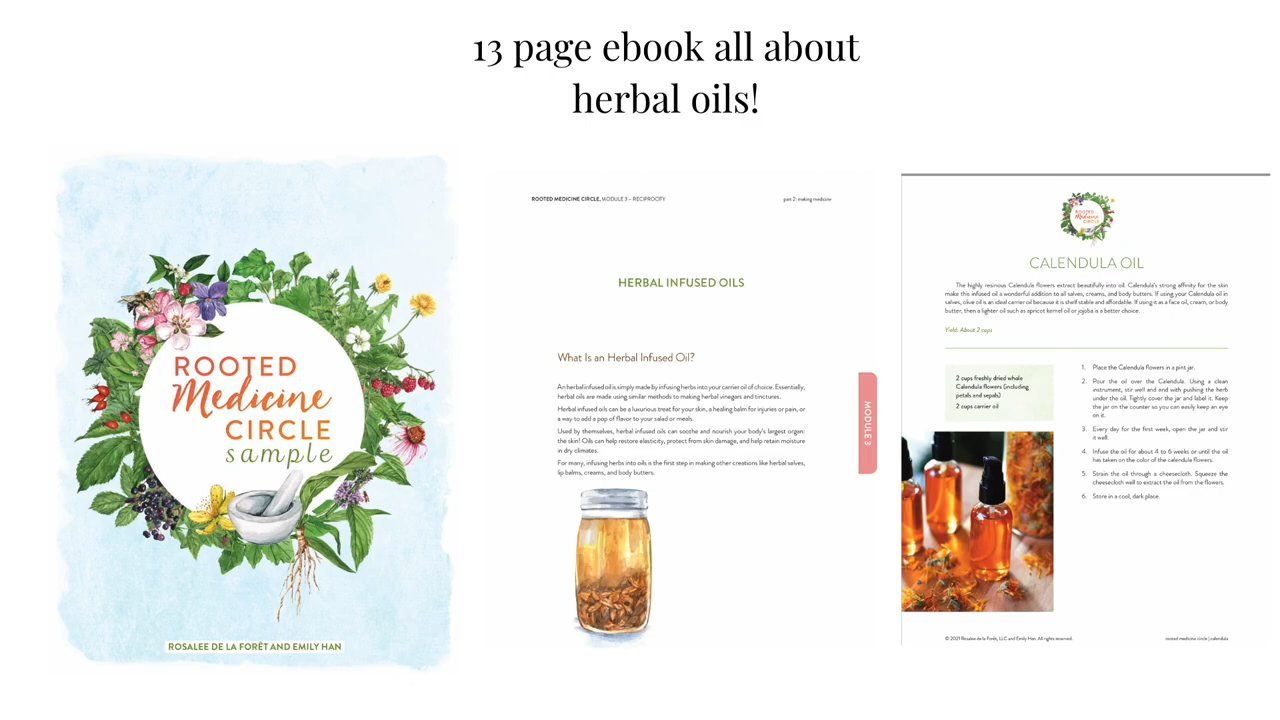 13 page ebook all about
herbal oils!
ROOTED
Medicine
CIRCLE
sample
ROSALEE DE LA FORÊT AND EMILY HAN
ROOTED MEDICINE CIRCLE, MODULE 3 – RECIPROCITY
part 2: making medicine
HERBAL INFUSED OILS
What Is an Herbal Infused Oil?
An herbal infused oil is simply made by infusing herbs into your carrier oil of choice. Essentially,
herbal oils are made using similar methods to making herbal vinegars and tinctures.
Herbal infused oils can be a luxurious treat for your skin, a healing balm for injuries or pain, or
a way to add a pop of flavor to your salad or meals.
Used by themselves, herbal infused oils can soothe and nourish your body's largest organ:
the skin! Oils can help restore elasticity, protect from skin damage, and help retain moisture
in dry climates.
For many, infusing herbs into oils is the first step in making other creations like herbal salves,
lip balms, creams, and body butters.
MODULE 3
ROOTED
Medicine
CIRCLE
CALENDULA OIL
The highly resinous Calendula flowers extract beautifully into oil. Calendula's strong affinity for the skin
make this infused oil a wonderful addition to all salves, creams, and body butters. If using your Calendula oil in
salves, olive oil is an ideal carrier oil because it is shelf stable and affordable. If using it as a face oil, cream, or body
butter, then a lighter oil such as apricot kernel oil or jojoba is a better choice.
Yield: About 2 cups
2 cups freshly dried whole
Calendula flowers (including
petals and sepals)
2 cups carrier oil
1. Place the Calendula flowers in a pint jar.
2. Pour the oil over the Calendula. Using a clean
instrument, stir well and end with pushing the herb
under the oil. Tightly cover the jar and label it. Keep
the jar on the counter so you can easily keep an eye
on it.
3. Every day for the first week, open the jar and stir
it well.
4. Infuse the oil for about 4 to 6 weeks or until the oil
has taken on the color of the calendula flowers.
5. Strain the oil through a cheesecloth. Squeeze the
cheesecloth well to extract the oil from the flowers.
6. Store in a cool, dark place.
© 2021 Rosalee de la Forêt, LLC and Emily Han. All rights reserved.
rooted medicine circle | calendula